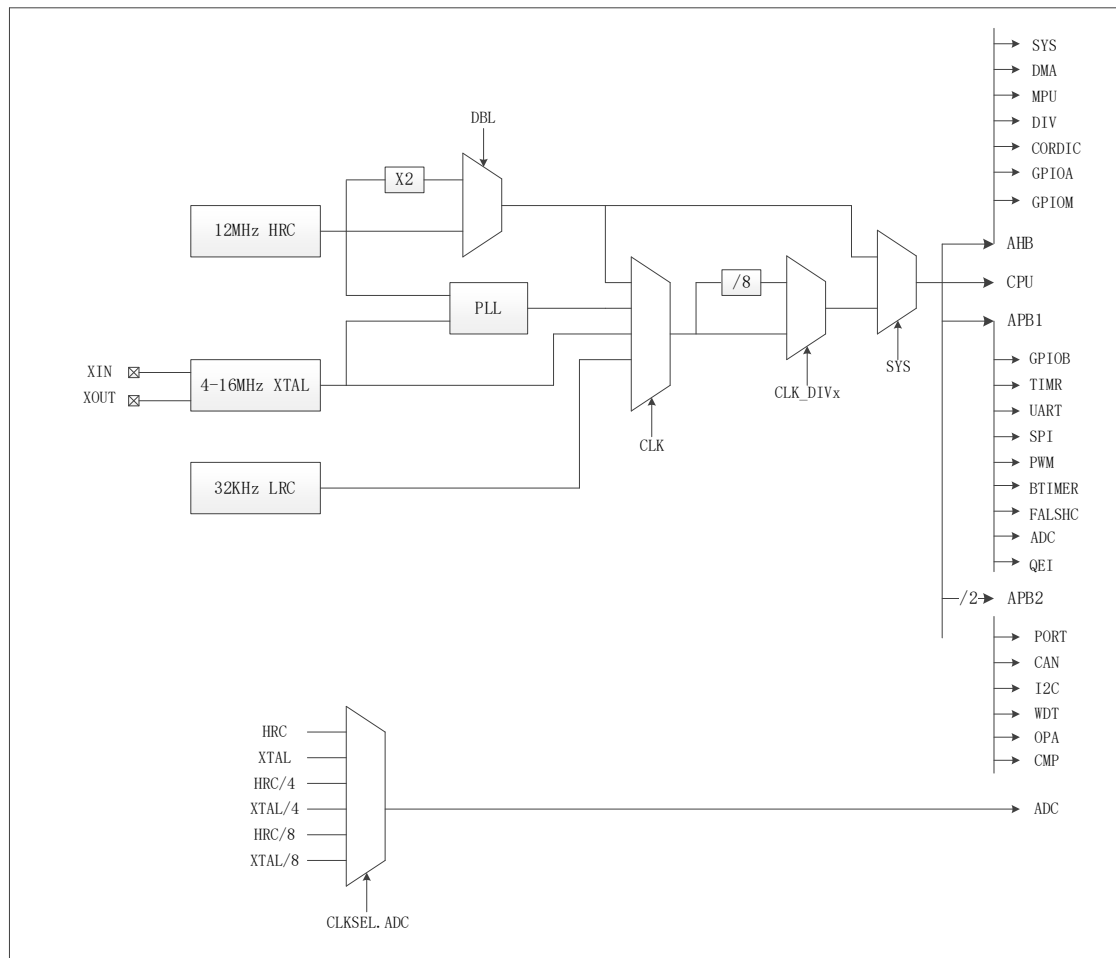 SYS
DMA
MPU
DIV
CORDIC
GPIOA
GPIOM
DBL
X2
12MHz HRC
AHB
CPU
/8
PLL
APB1
SYS
XIN
XOUT
4-16MHz XTAL
CLK_DIVx
CLK
GPIOB
TIMR
UART
SPI
PWM
BTIMER
FALSHC
ADC
QEI
32KHz LRC
/2
APB2
PORT
CAN
I2C
WDT
OPA
CMP
HRC
XTAL
HRC/4
XTAL/4
HRC/8
XTAL/8
ADC
CLKSEL.ADC